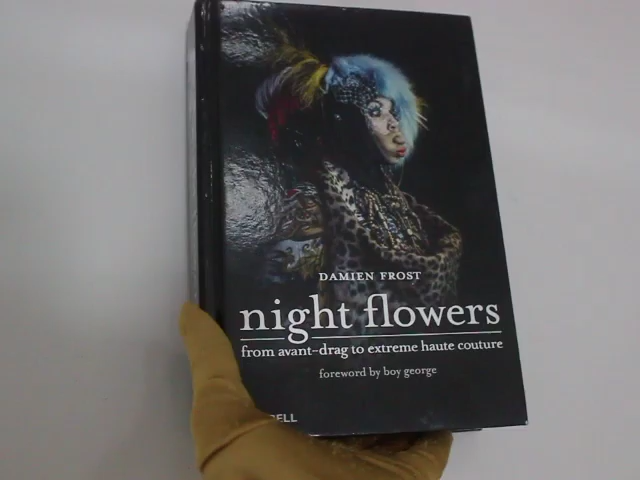 DAMIEN FROST
night flowers
from avant-drag to extreme haute couture
foreword by boy george